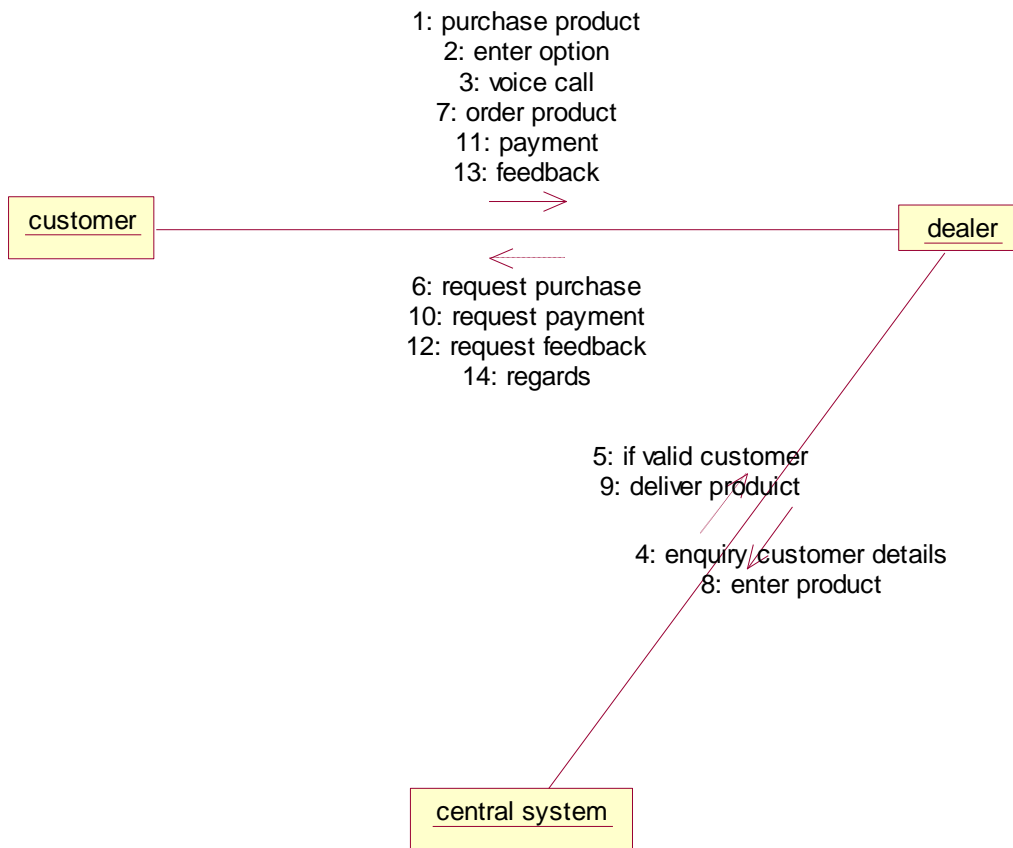 1: purchase product
2: enter option
3: voice call
7: order product
11: payment
13: feedback
customer
dealer
6: request purchase
10: request payment
12: request feedback
14: regards
5: if valid customer
9: deliver produict
4: enquiry customer details
8: enter product
central system